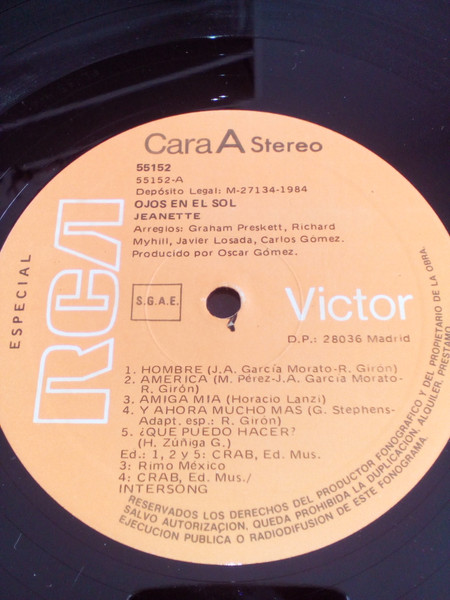 Cara A Stereo
55152
55152-A
Depósito Legal: M-27134-1984
OJOS EN EL SOL
JEANETTE
Arreglos: Graham Preskett, Richard
Myhill, Javier Losada, Carlos Gómez.
Producido por Oscar Gómez.
ESPECIAL
RCA
S.G.A.E.
Victor
D.P.: 28036 Madrid
1. HOMBRE (J.A. García Morato-R. Girón)
2. AMERICA (M. Pérez-J.A. García Morato-
R. Girón)
3. AMIGA MIA (Horacio Lanzi)
4. Y AHORA MUCHO MAS (G. Stephens-
Adapt. esp.: R. Girón)
5. ¿QUE PUEDO HACER?
(H. Zúñiga G.)
Ed.: 1, 2 y 5: CRAB, Ed. Mus.
3: Rimo México
4: CRAB, Ed. Mus./
INTERSONG
RESERVADOS LOS DERECHOS DEL PRODUCTOR FONOGRAFICO Y DEL PROPIETARIO DE LA OBRA.
SALVO AUTORIZACION, QUEDA PROHIBIDA LA DUPLICACION, ALQUILER, PRESTAMO,
EJECUCION PUBLICA O RADIODIFUSION DE ESTE FONOGRAMA.